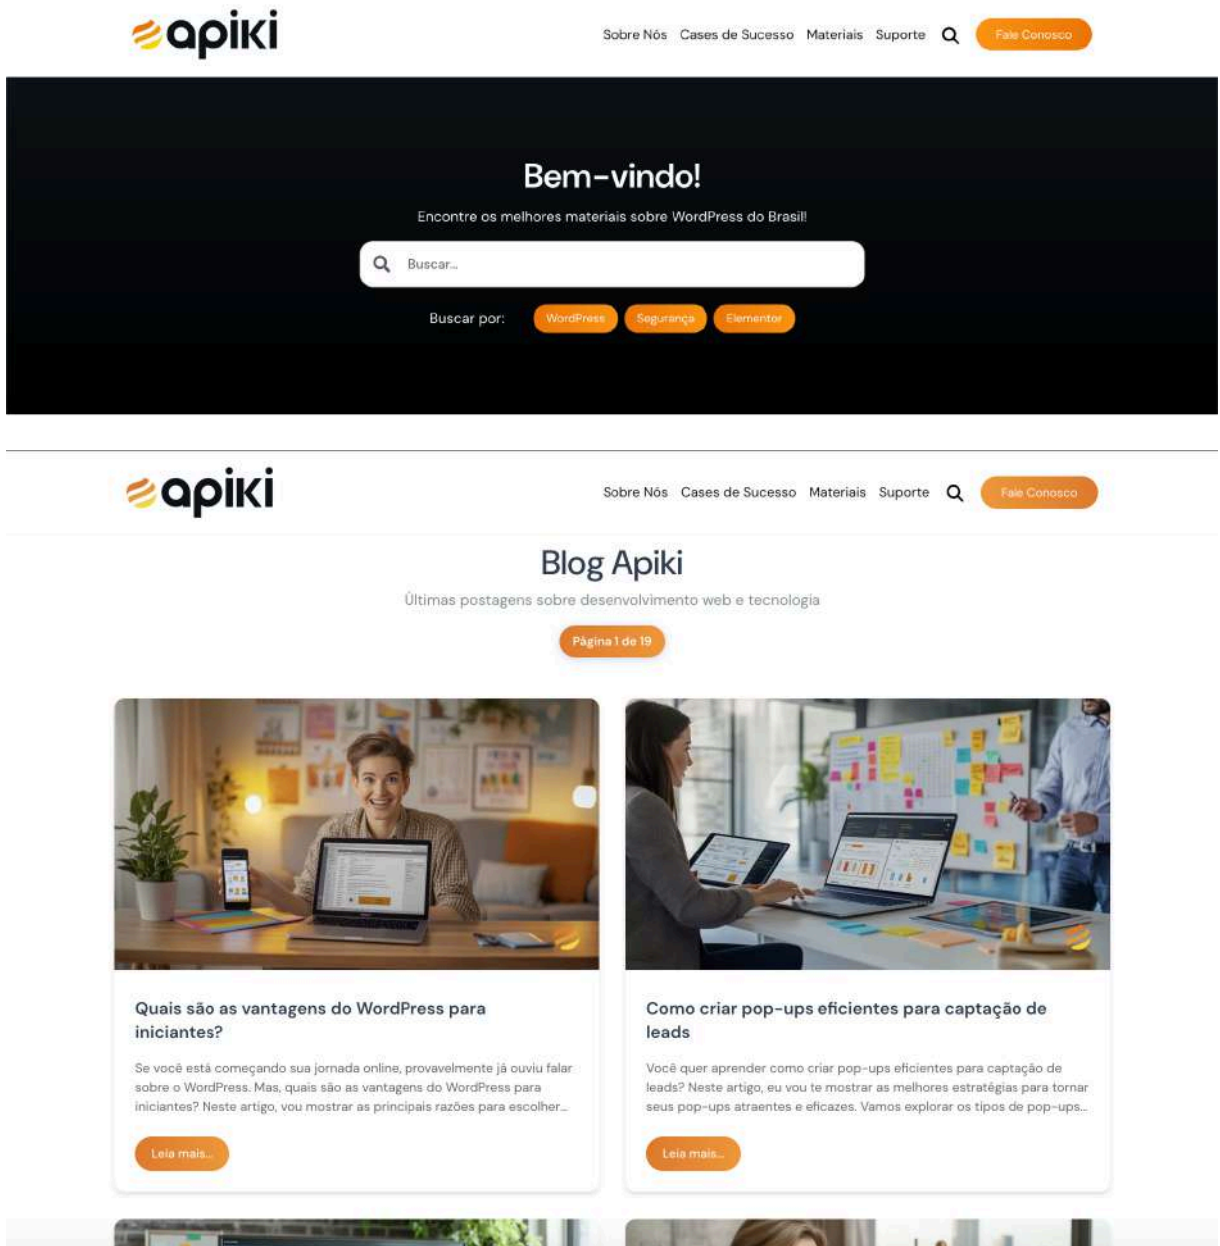 apiki
Sobre Nós Cases de Sucesso Materiais Suporte Fale Conosco
Bem-vindo!
Encontre os melhores materiais sobre WordPress do Brasil!
Buscar...
Buscar por: WordPress Segurança Elementor
apiki
Sobre Nós Cases de Sucesso Materiais Suporte Fale Conosco
Blog Apiki
Últimas postagens sobre desenvolvimento web e tecnologia
Página 1 de 19
Quais são as vantagens do WordPress para
iniciantes?
Se você está começando sua jornada online, provavelmente já ouviu falar
sobre o WordPress. Mas, quais são as vantagens do WordPress para
iniciantes? Neste artigo, vou mostrar as principais razões para escolher...
Leia mais...
Como criar pop-ups eficientes para captação de
leads
Você quer aprender como criar pop-ups eficientes para captação de
leads? Neste artigo, eu vou te mostrar as melhores estratégias para tornar
seus pop-ups atraentes e eficazes. Vamos explorar os tipos de pop-ups...
Leia mais...